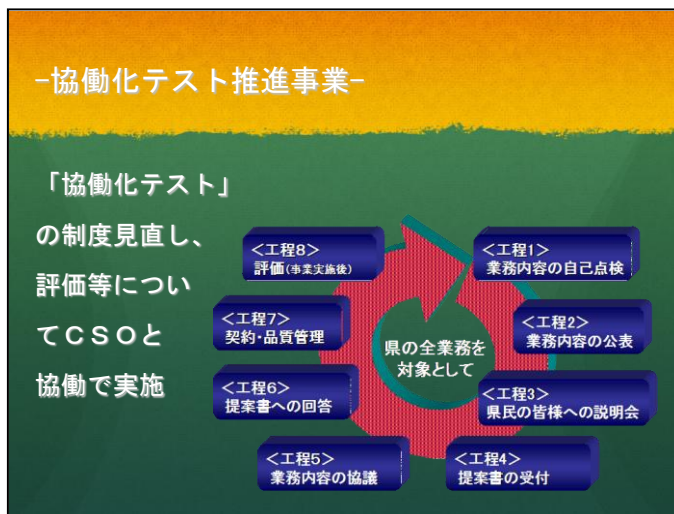 -協働化テスト推進事業-
「協働化テスト」
の制度見直し、
評価等につい
てＣＳＯと
協働で実施
＜工程8＞
評価(事業実施後)
＜工程1＞
業務内容の自己点検
＜工程7＞
契約・品質管理
＜工程2＞
業務内容の公表
県の全業務を
対象として
＜工程6＞
提案書への回答
＜工程3＞
県民の皆様への説明会
＜工程5＞
業務内容の協議
＜工程4＞
提案書の受付